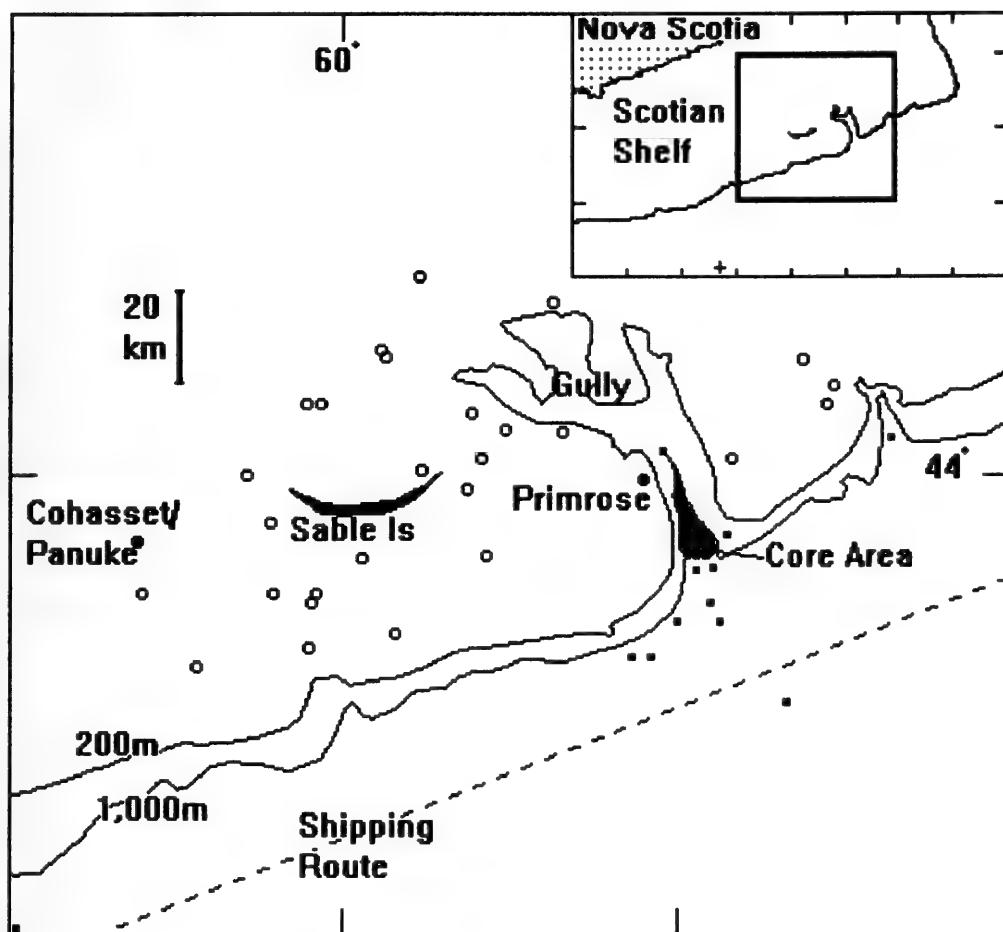 60°
Nova Scotia
Scotian
Shelf
20
km
Gully
44°
Cohasset/
Panuke
Sable Is
Primrose
Core Area
200m
1,000m
Shipping
Route